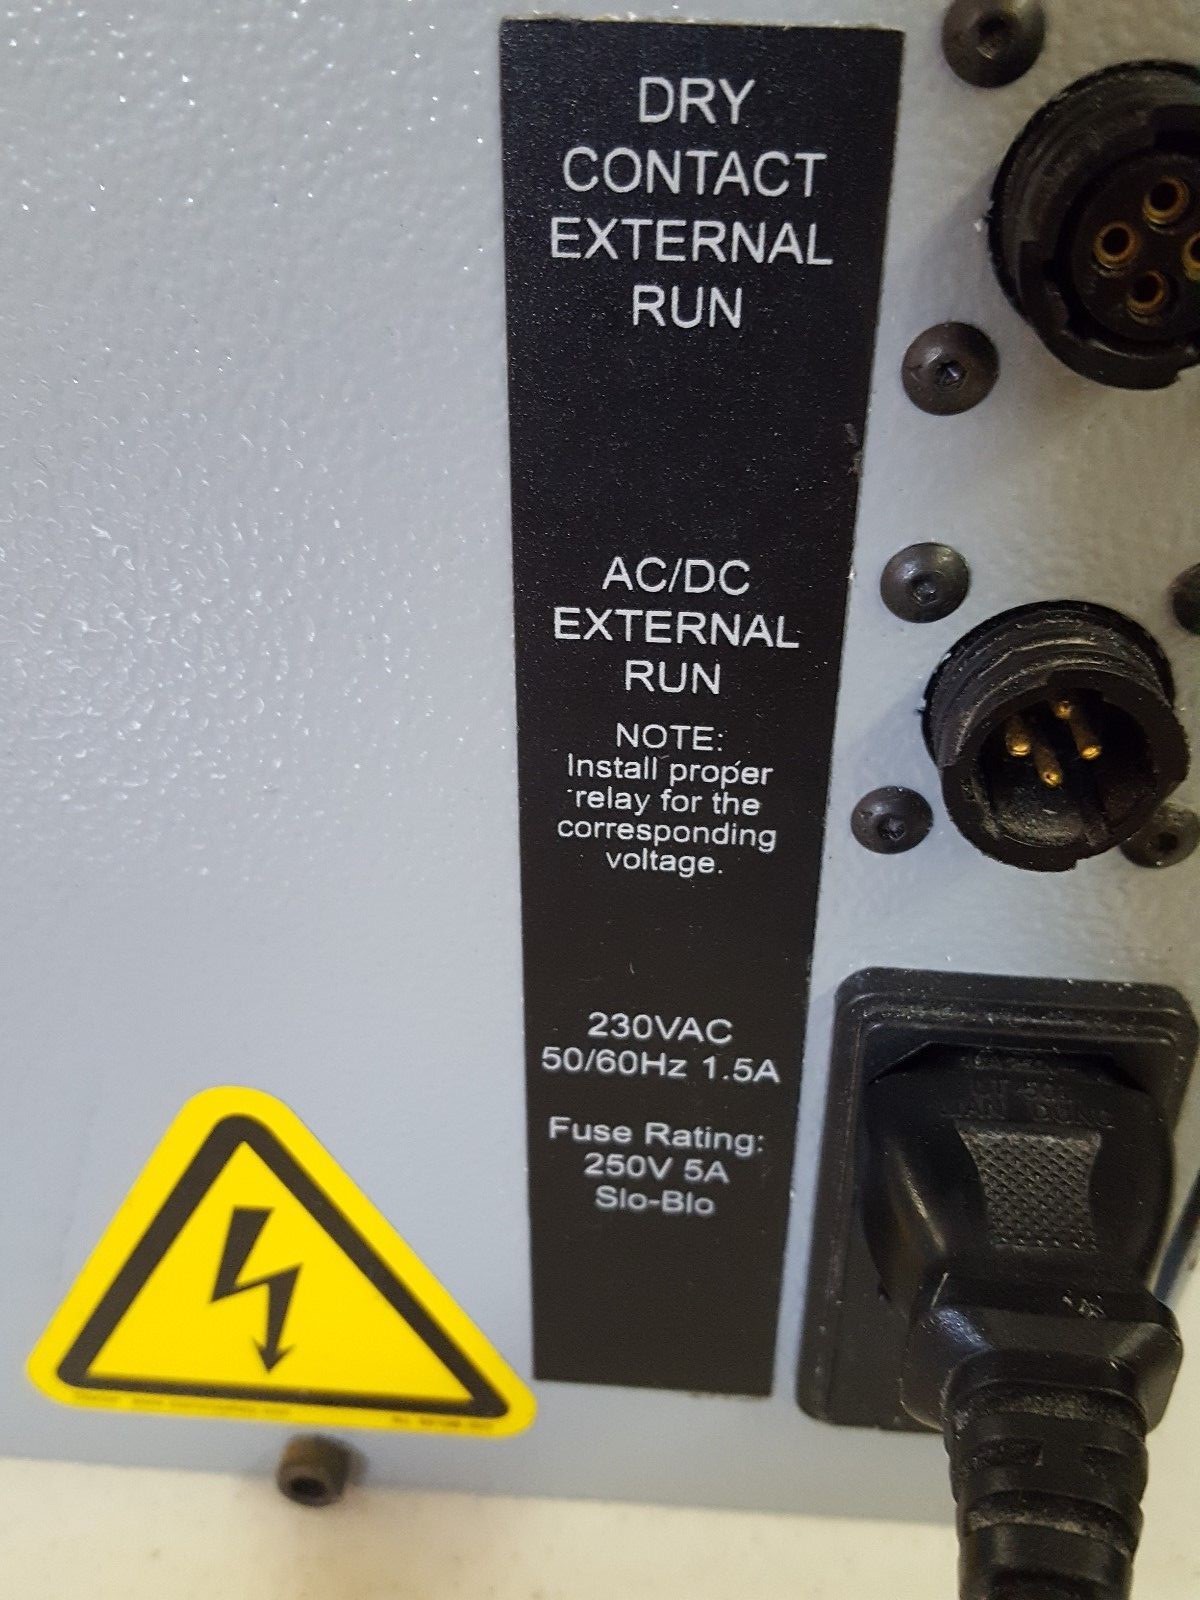 DRY
CONTACT
EXTERNAL
RUN
AC/DC
EXTERNAL
RUN
NOTE:
Install proper
relay for the
corresponding
voltage.
230VAC
50/60Hz 1.5A
Fuse Rating:
250V 5A
Slo-Blo